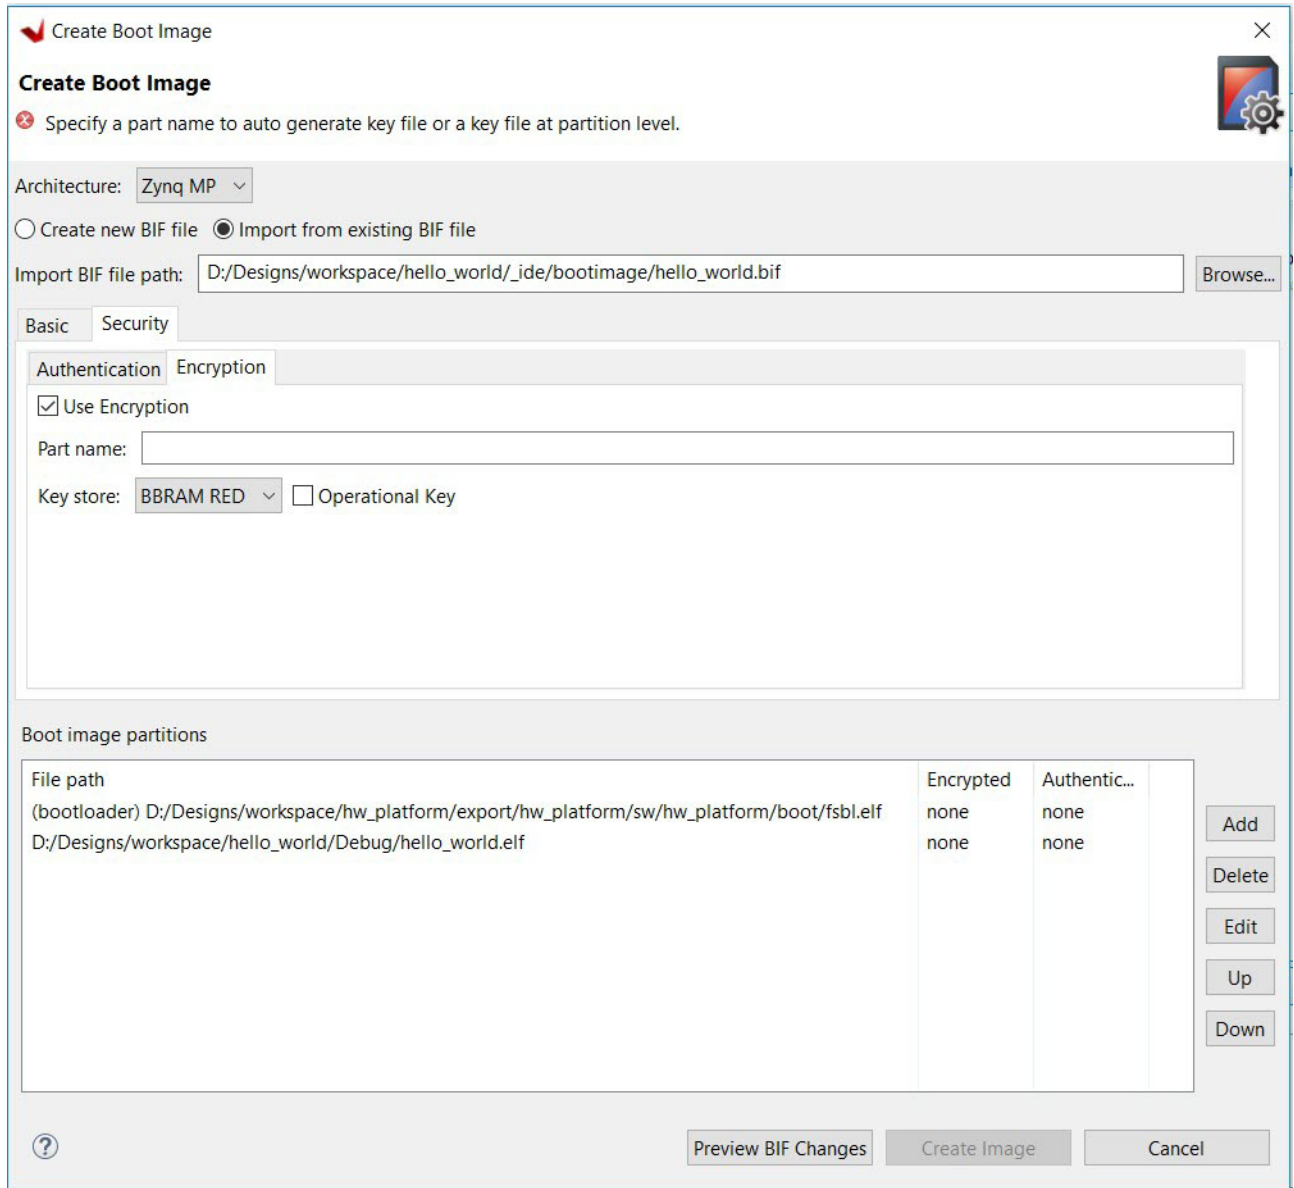 Create Boot Image
Create Boot Image
Specify a part name to auto generate key file or a key file at partition level.
Architecture: Zynq MP
Create new BIF file Import from existing BIF file
Import BIF file path: D:/Designs/workspace/hello_world/_ide/bootimage/hello_world.bif Browse...
Basic Security
Authentication Encryption
Use Encryption
Part name:
Key store: BBRAM RED Operational Key
Boot image partitions
File path Encrypted Authentic...
(bootloader) D:/Designs/workspace/hw_platform/export/hw_platform/sw/hw_platform/boot/fsbl.elf none none
D:/Designs/workspace/hello_world/Debug/hello_world.elf none none
Add
Delete
Edit
Up
Down
? Preview BIF Changes Create Image Cancel